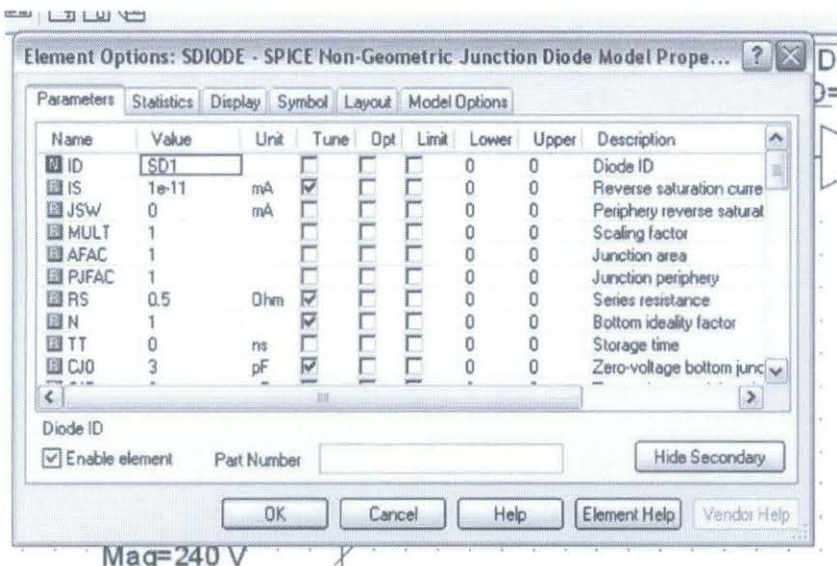 Element Options: SDIODE - SPICE Non-Geometric Junction Diode Model Prope...
D
Parameters Statistics Display Symbol Layout Model Options
Name Value Unit Tune Opt Limit Lower Upper Description
ID SD1 0 0 Diode ID
IS 1e-11 mA 0 0 Reverse saturation curre
JSW 0 mA 0 0 Periphery reverse saturat
MULT 1 0 0 Scaling factor
AFAC 1 0 0 Junction area
PJFAC 1 0 0 Junction periphery
RS 0.5 Ohm 0 0 Series resistance
N 1 0 0 Bottom ideality factor
TT 0 ns 0 0 Storage time
CJ0 3 pF 0 0 Zero-voltage bottom junc
Diode ID
Enable element Part Number Hide Secondary
OK Cancel Help Element Help Vendor Help
Mag=240 V